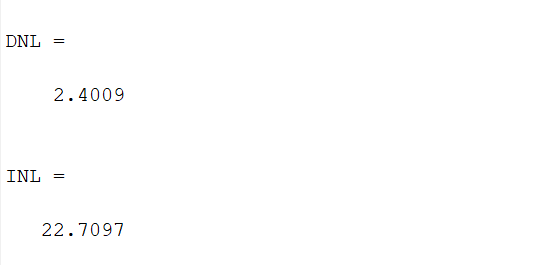 DNL =
2.4009
INL =
22.7097